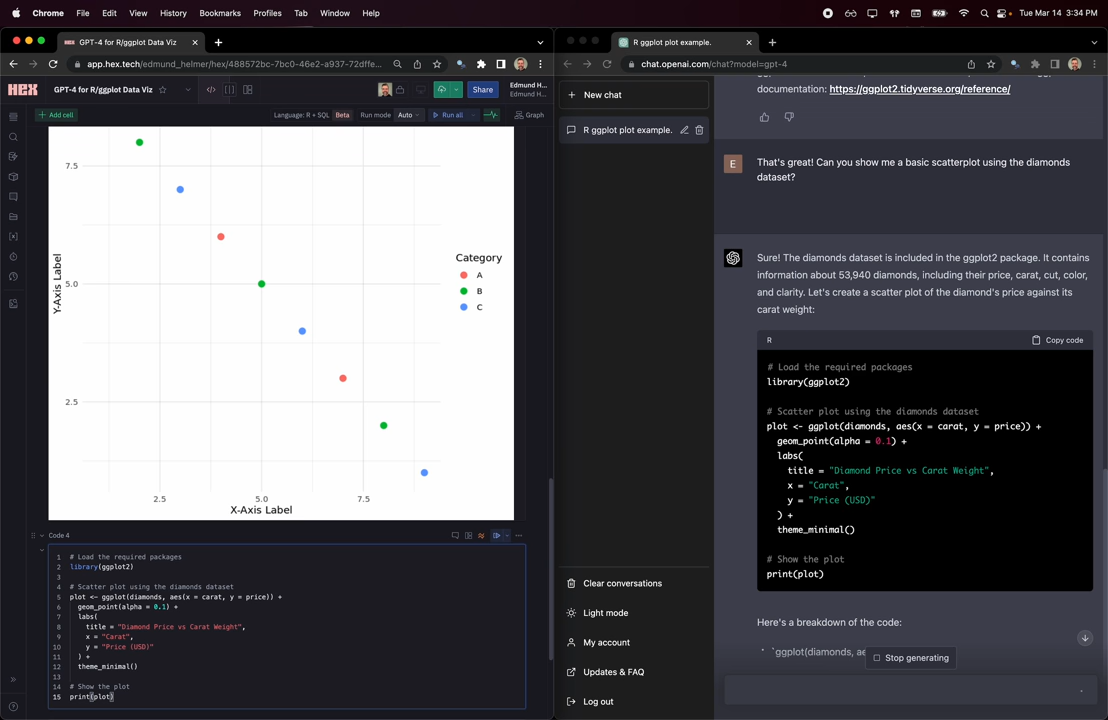 Chrome File Edit View History Bookmarks Profiles Tab Window Help Tue Mar 14 3:34 PM
HEX GPT-4 for R/ggplot Data Viz
app.hex.tech/edmund_helmer/hex/488572bc-7bc0-46e2-a937-72dffe...
HEX GPT-4 for R/ggplot Data Viz Share Edmund H...
Edmund H...
Add cell Language: R + SQL Beta Run mode Auto Run all Graph
7.5
5.0
2.5
Y-Axis Label
2.5 5.0 7.5
X-Axis Label
Category
A
B
C
Code 4
1 # Load the required packages
2 library(ggplot2)
3
4 # Scatter plot using the diamonds dataset
5 plot <- ggplot(diamonds, aes(x = carat, y = price)) +
6 geom_point(alpha = 0.1) +
7 labs(
8 title = "Diamond Price vs Carat Weight",
9 x = "Carat",
10 y = "Price (USD)"
11 ) +
12 theme_minimal()
13
14 # Show the plot
15 print(plot)
R ggplot plot example.
chat.openai.com/chat?model=gpt-4
New chat
R ggplot plot example.
Clear conversations
Light mode
My account
Updates & FAQ
Log out
documentation: https://ggplot2.tidyverse.org/reference/
E
That's great! Can you show me a basic scatterplot using the diamonds
dataset?
Sure! The diamonds dataset is included in the ggplot2 package. It contains
information about 53,940 diamonds, including their price, carat, cut, color,
and clarity. Let's create a scatter plot of the diamond's price against its
carat weight:
R Copy code
# Load the required packages
library(ggplot2)
# Scatter plot using the diamonds dataset
plot <- ggplot(diamonds, aes(x = carat, y = price)) +
geom_point(alpha = 0.1) +
labs(
title = "Diamond Price vs Carat Weight",
x = "Carat",
y = "Price (USD)"
) +
theme_minimal()
# Show the plot
print(plot)
Here's a breakdown of the code:
• `ggplot(diamonds, ae
Stop generating